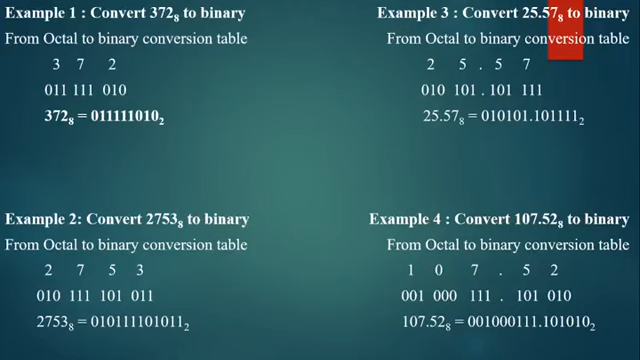 Example 1 : Convert 372₈ to binary
From Octal to binary conversion table
3 7 2
011 111 010
372₈ = 011111010₂
Example 2: Convert 2753₈ to binary
From Octal to binary conversion table
2 7 5 3
010 111 101 011
2753₈ = 010111101011₂
Example 3 : Convert 25.57₈ to binary
From Octal to binary conversion table
2 5 . 5 7
010 101 . 101 111
25.57₈ = 010101.101111₂
Example 4 : Convert 107.52₈ to binary
From Octal to binary conversion table
1 0 7 . 5 2
001 000 111 . 101 010
107.52₈ = 001000111.101010₂